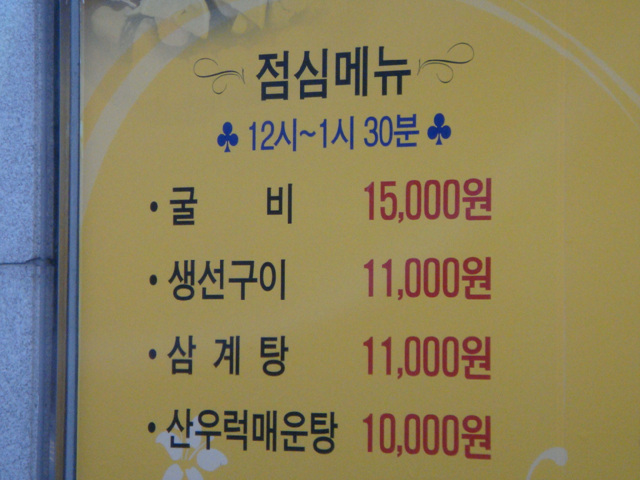 점심메뉴
♣ 12시~1시 30분 ♣
• 굴 비 15,000원
• 생선구이 11,000원
• 삼 계 탕 11,000원
• 산우럭매운탕 10,000원